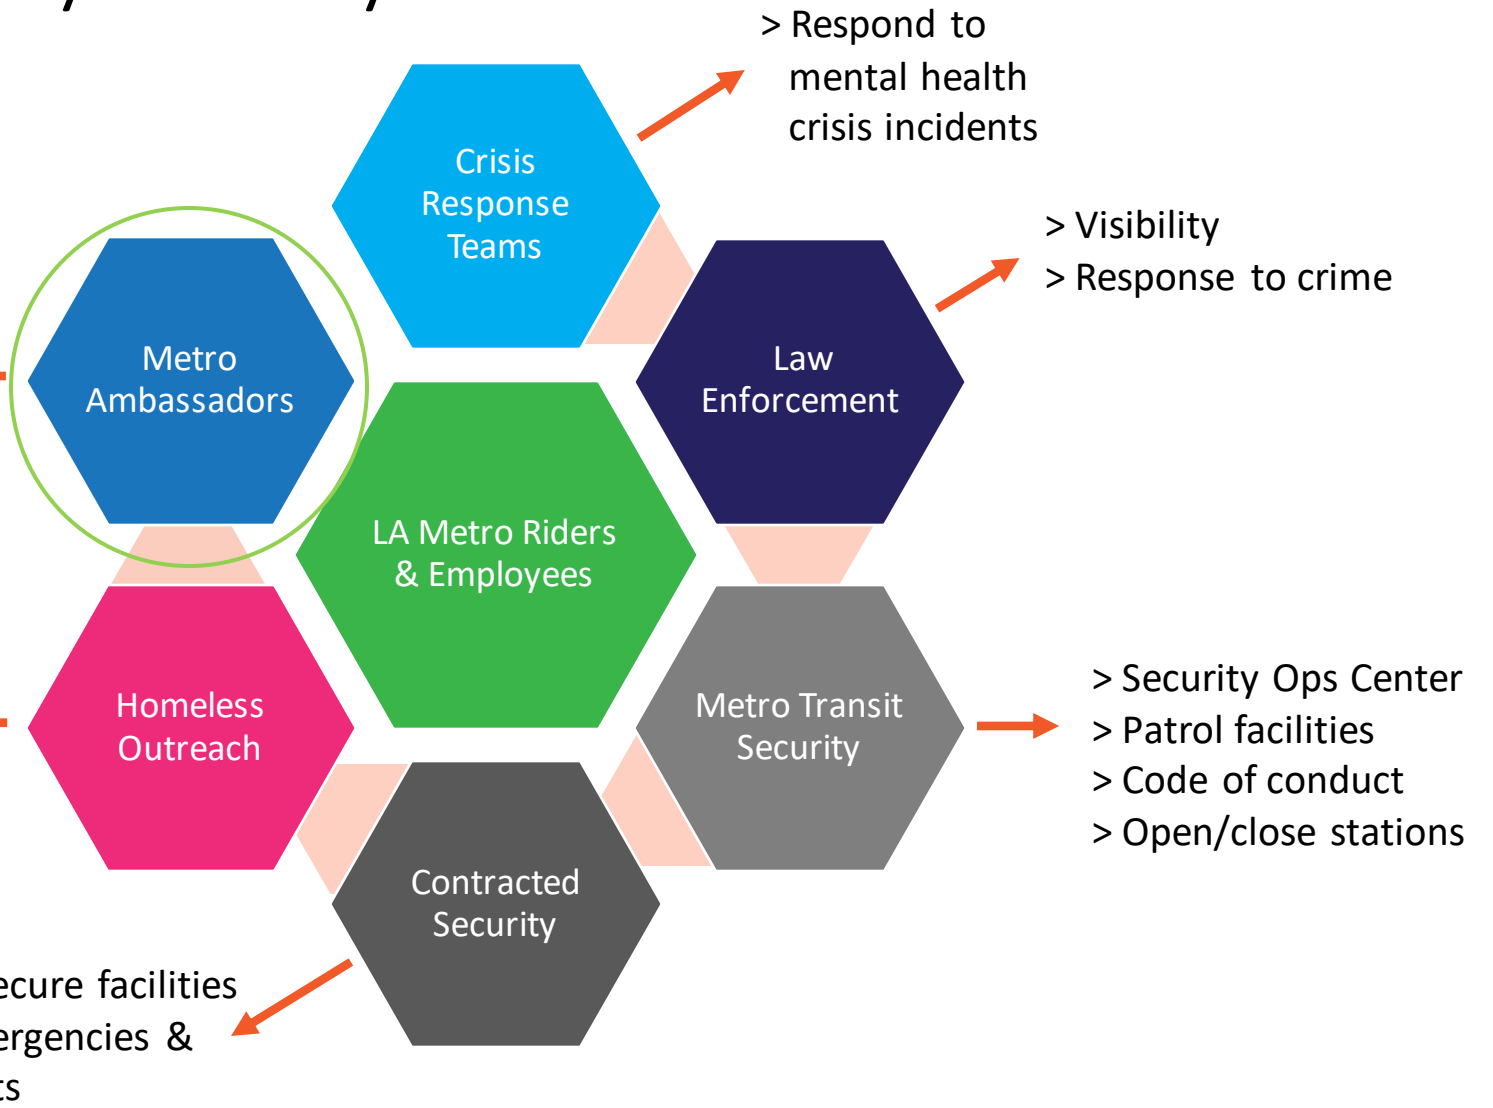 > Respond to
mental health
crisis incidents
Crisis
Response
Teams
> Visibility
> Response to crime
Metro
Ambassadors
Law
Enforcement
LA Metro Riders
& Employees
Homeless
Outreach
Metro Transit
Security
> Security Ops Center
> Patrol facilities
> Code of conduct
> Open/close stations
Contracted
Security
facilities
&